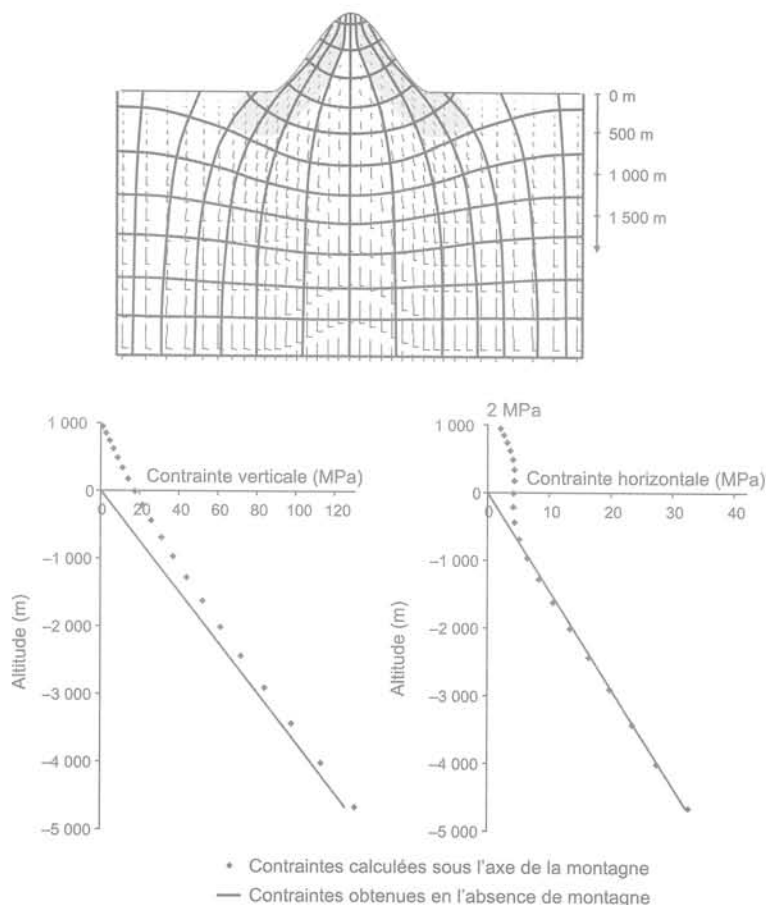 0 m
500 m
1 000 m
1 500 m
1 000
0
–1 000
–2 000
–3 000
–4 000
–5 000
Altitude (m)
Contrainte verticale (MPa)
0 20 40 60 80 100 120
2 MPa
1 000
0
–1 000
–2 000
–3 000
–4 000
–5 000
Altitude (m)
Contrainte horizontale (MPa)
0 10 20 30 40
Contraintes calculées sous l'axe de la montagne
Contraintes obtenues en l'absence de montagne